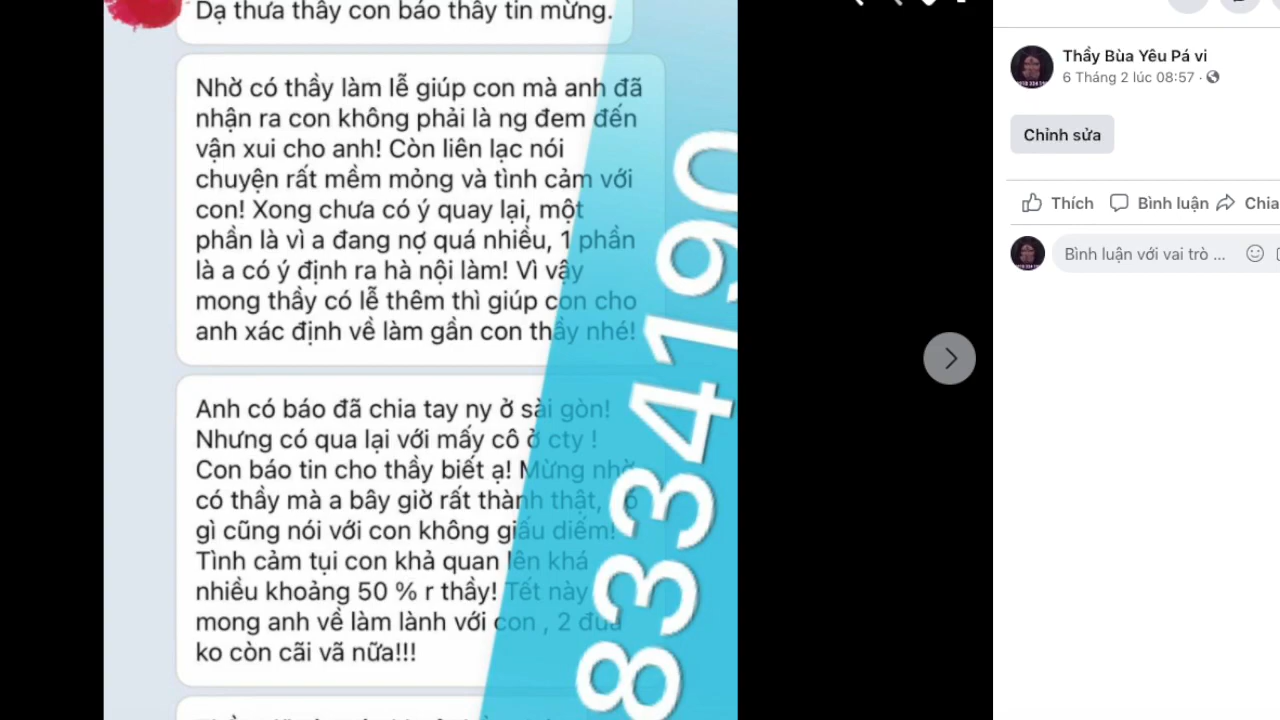 Dạ thưa thầy con báo thầy tin mừng.
Nhờ có thầy làm lễ giúp con mà anh đã
nhận ra con không phải là ng đem đến
vận xui cho anh! Còn liên lạc nói
chuyện rất mềm mỏng và tình cảm với
con! Xong chưa có ý quay lại, một
phần là vì a đang nợ quá nhiều, 1 phần
là a có ý định ra hà nội làm! Vì vậy
mong thầy có lễ thêm thì giúp con cho
anh xác định về làm gần con thầy nhé!
Anh có báo đã chia tay ny ở sài gòn!
Nhưng có qua lại với mấy cô ở cty !
Con báo tin cho thầy biết ạ! Mừng nhờ
có thầy mà a bây giờ rất thành thật,
gì cũng nói với con không giấu diếm!
Tình cảm tụi con khả quan lên khá
nhiều khoảng 50 % r thầy! Tết này
mong anh về làm lành với con , 2 đứa
ko còn cãi vã nữa!!!
8334190
Thầy Bùa Yêu Pá vi
6 Tháng 2 lúc 08:57 ·
Chỉnh sửa
Thích Bình luận Chia
Bình luận với vai trò ...